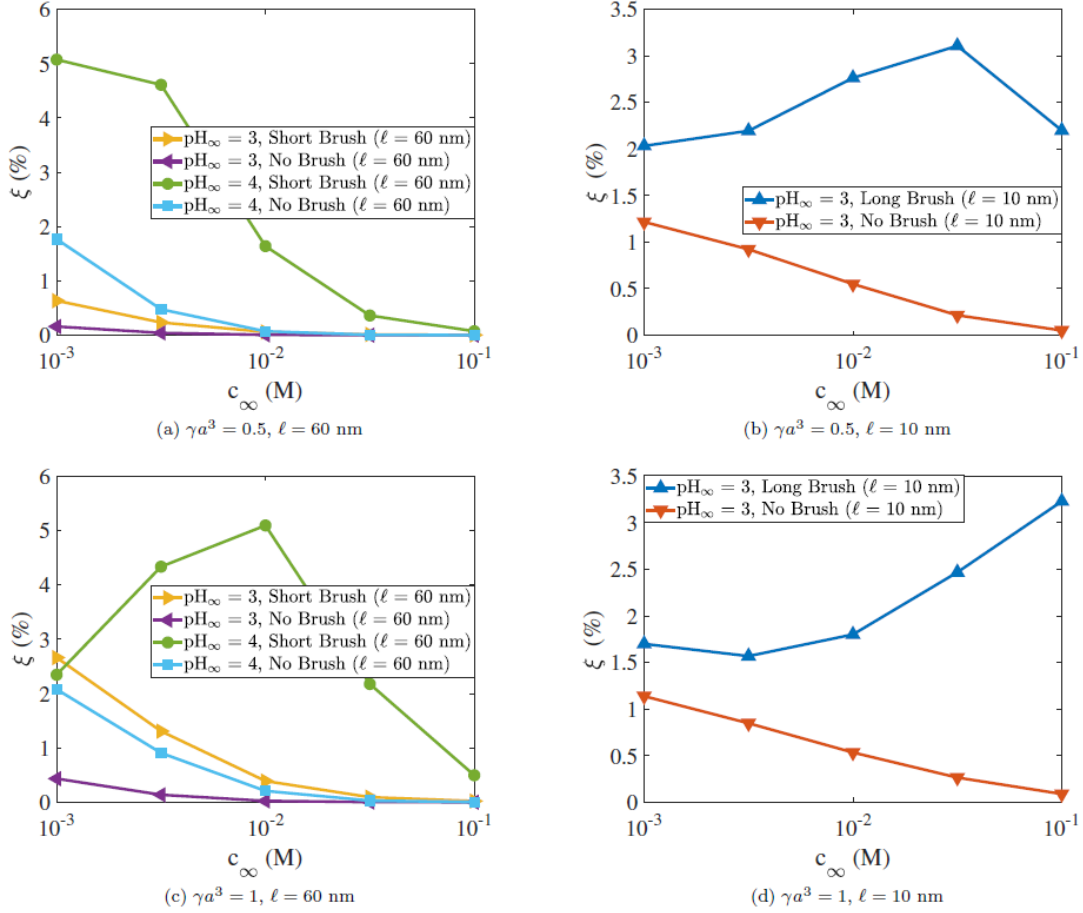 6
5
4
3
2
1
0
ξ (%)
pH∞ = 3, Short Brush (ℓ = 60 nm)
pH∞ = 3, No Brush (ℓ = 60 nm)
pH∞ = 4, Short Brush (ℓ = 60 nm)
pH∞ = 4, No Brush (ℓ = 60 nm)
10⁻³ 10⁻² 10⁻¹
c∞ (M)
(a) γa³ = 0.5, ℓ = 60 nm
3.5
3
2.5
2
1.5
1
0.5
0
ξ (%)
pH∞ = 3, Long Brush (ℓ = 10 nm)
pH∞ = 3, No Brush (ℓ = 10 nm)
10⁻³ 10⁻² 10⁻¹
c∞ (M)
(b) γa³ = 0.5, ℓ = 10 nm
6
5
4
3
2
1
0
ξ (%)
pH∞ = 3, Short Brush (ℓ = 60 nm)
pH∞ = 3, No Brush (ℓ = 60 nm)
pH∞ = 4, Short Brush (ℓ = 60 nm)
pH∞ = 4, No Brush (ℓ = 60 nm)
10⁻³ 10⁻² 10⁻¹
c∞ (M)
(c) γa³ = 1, ℓ = 60 nm
3.5
3
2.5
2
1.5
1
0.5
0
ξ (%)
pH∞ = 3, Long Brush (ℓ = 10 nm)
pH∞ = 3, No Brush (ℓ = 10 nm)
10⁻³ 10⁻² 10⁻¹
c∞ (M)
(d) γa³ = 1, ℓ = 10 nm